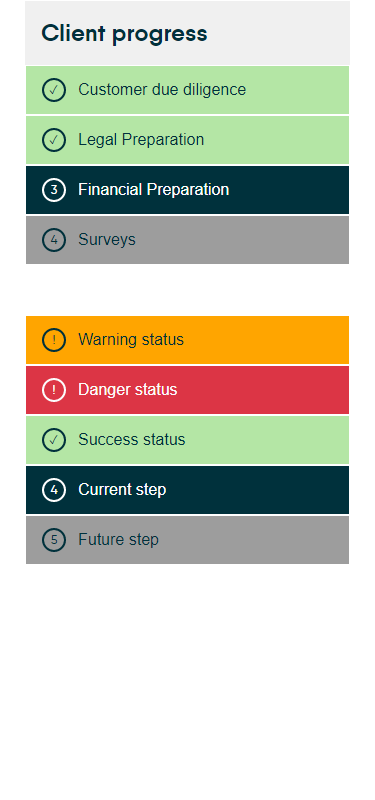 Client progress
✓ Customer due diligence
✓ Legal Preparation
3 Financial Preparation
4 Surveys
! Warning status
! Danger status
✓ Success status
4 Current step
5 Future step